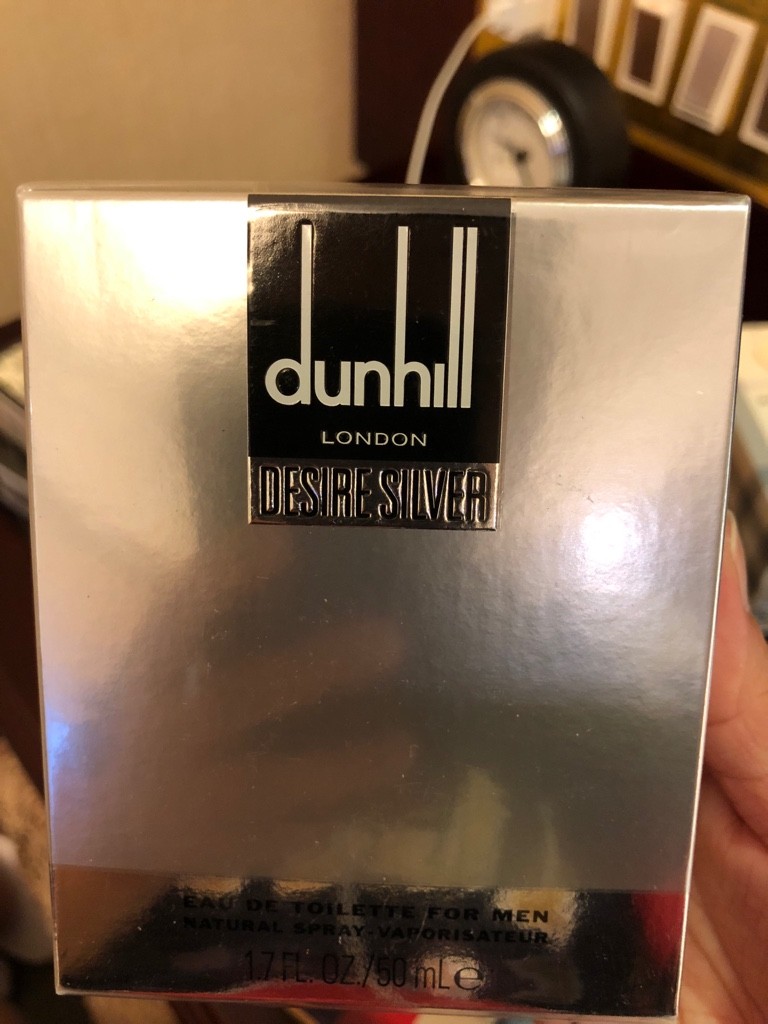 dunhill
LONDON
DESIRE SILVER
EAU DE TOILETTE FOR MEN
NATURAL SPRAY-VAPORISATEUR
1.7 FL. OZ./50 mL ℮